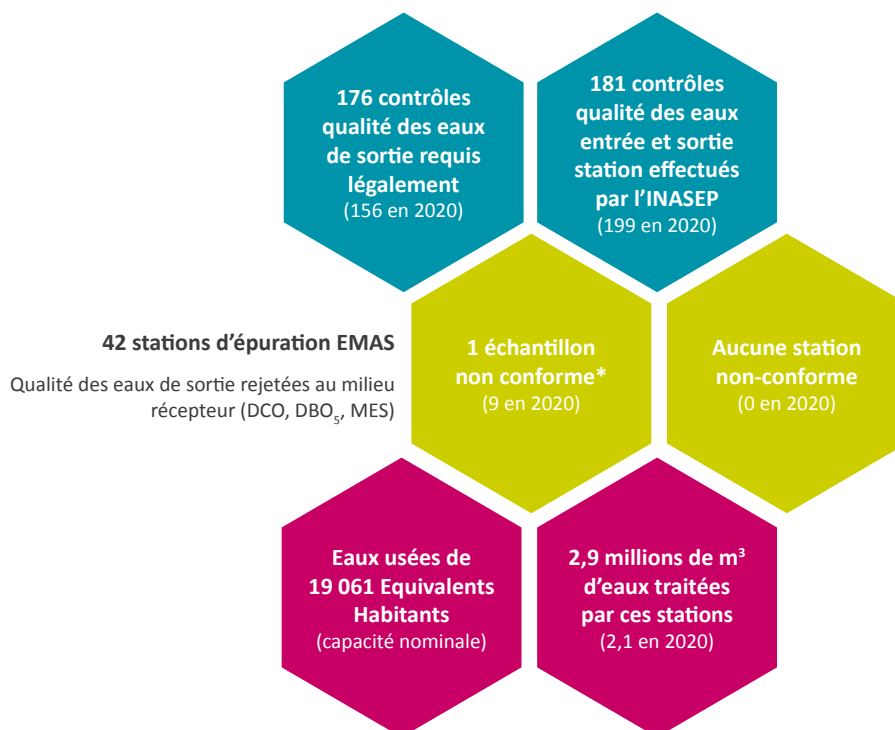 176 contrôles
qualité des eaux
de sortie requis
légalement
(156 en 2020)
181 contrôles
qualité des eaux
entrée et sortie
station effectués
par l’INASEP
(199 en 2020)
42 stations d’épuration EMAS
Qualité des eaux de sortie rejetées au milieu
récepteur (DCO, DBO₅, MES)
1 échantillon
non conforme*
(9 en 2020)
Aucune station
non-conforme
(0 en 2020)
Eaux usées de
19 061 Equivalents
Habitants
(capacité nominale)
2,9 millions de m³
d’eaux traitées
par ces stations
(2,1 en 2020)